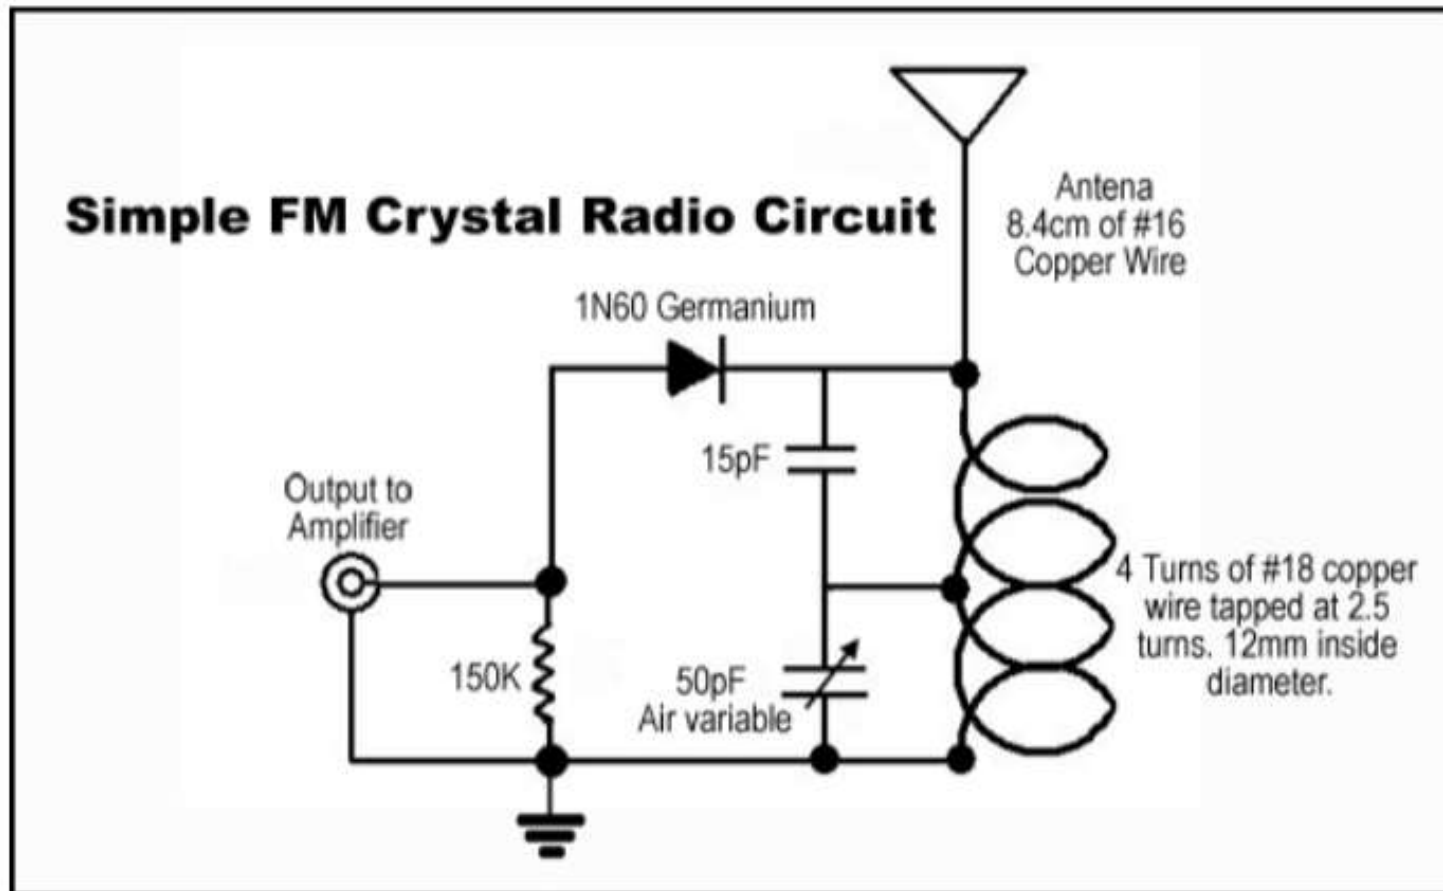 Simple FM Crystal Radio Circuit
Antena
8.4cm of #16
Copper Wire
1N60 Germanium
15pF
Output to
Amplifier
4 Turns of #18 copper
wire tapped at 2.5
turns. 12mm inside
diameter.
150K
50pF
Air variable